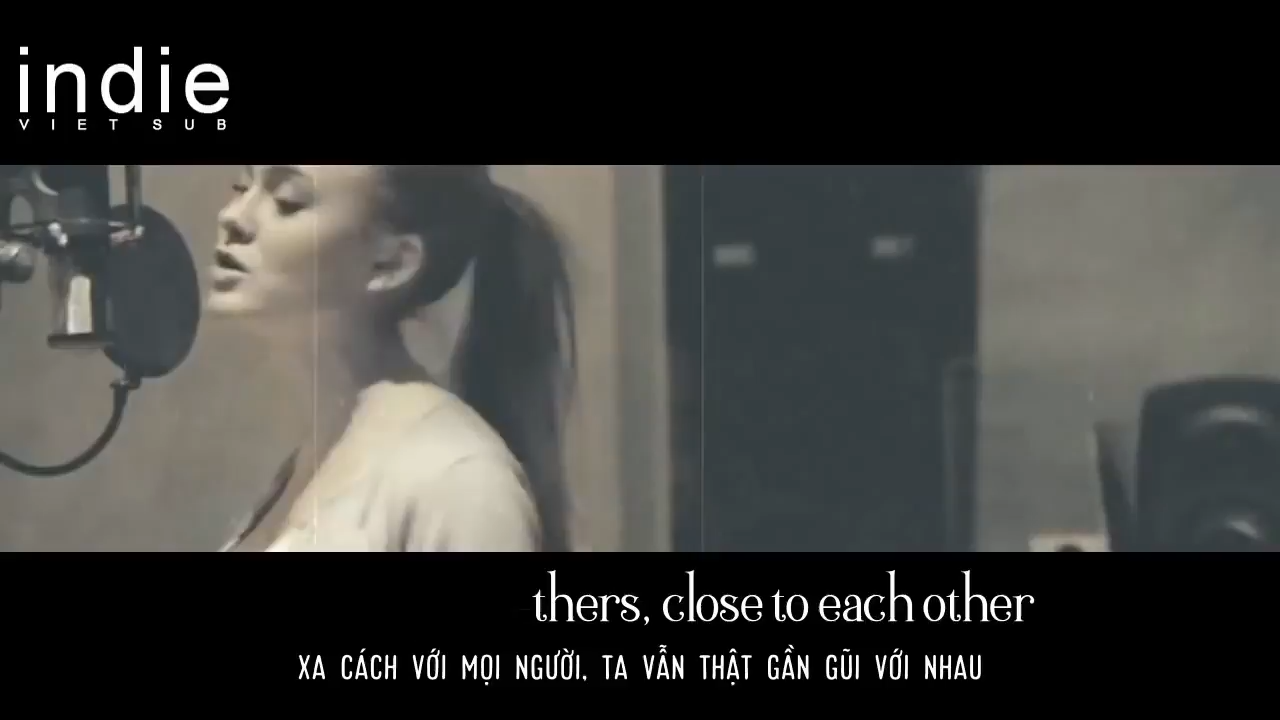 indie
VIET SUB
thers, close to each other
XA CÁCH VỚI MỌI NGƯỜI, TA VẪN THẬT GẦN GŨI VỚI NHAU